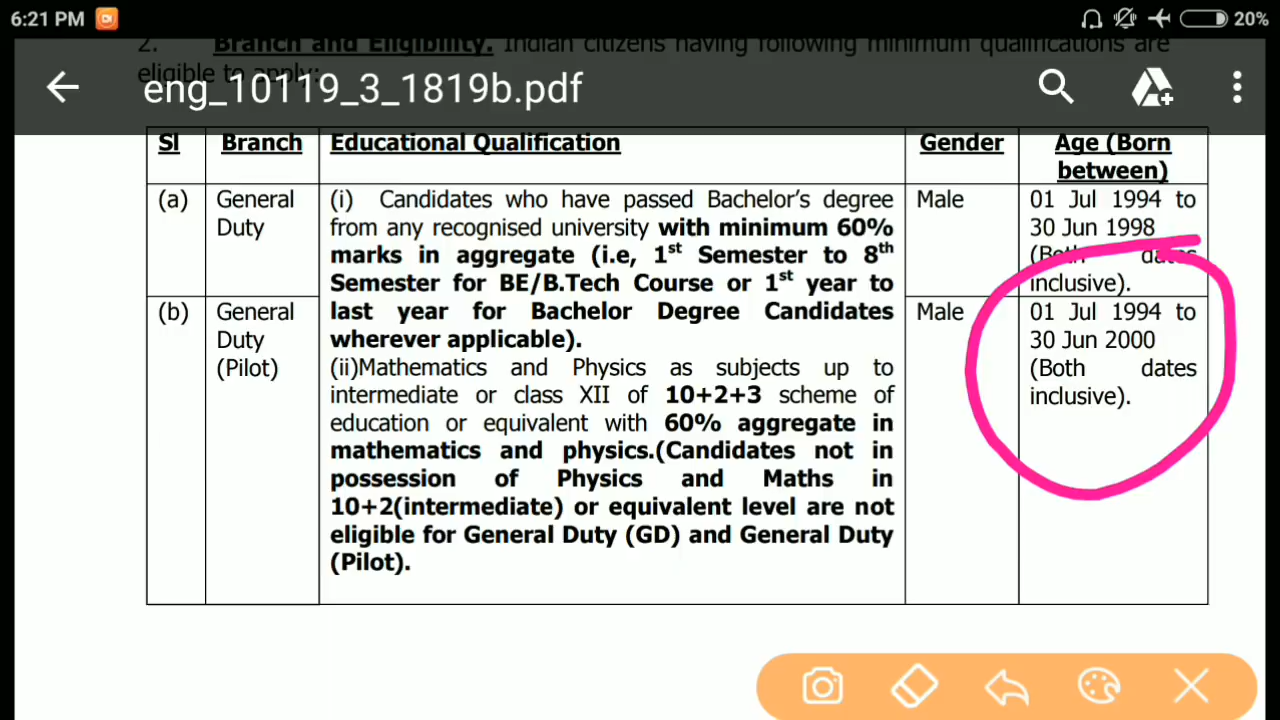 6:21 PM
20%
2. Branch and Eligibility. Indian citizens having following minimum qualifications are
eligible to apply:
eng_10119_3_1819b.pdf
Sl Branch Educational Qualification Gender Age (Born
between)
(a) General
Duty
(i) Candidates who have passed Bachelor's degree
from any recognised university with minimum 60%
marks in aggregate (i.e, 1st Semester to 8th
Semester for BE/B.Tech Course or 1st year to
last year for Bachelor Degree Candidates
wherever applicable).
(ii)Mathematics and Physics as subjects up to
intermediate or class XII of 10+2+3 scheme of
education or equivalent with 60% aggregate in
mathematics and physics.(Candidates not in
possession of Physics and Maths in
10+2(intermediate) or equivalent level are not
eligible for General Duty (GD) and General Duty
(Pilot).
Male
01 Jul 1994 to
30 Jun 1998
(Both dates
inclusive).
(b) General
Duty
(Pilot)
Male
01 Jul 1994 to
30 Jun 2000
(Both dates
inclusive).